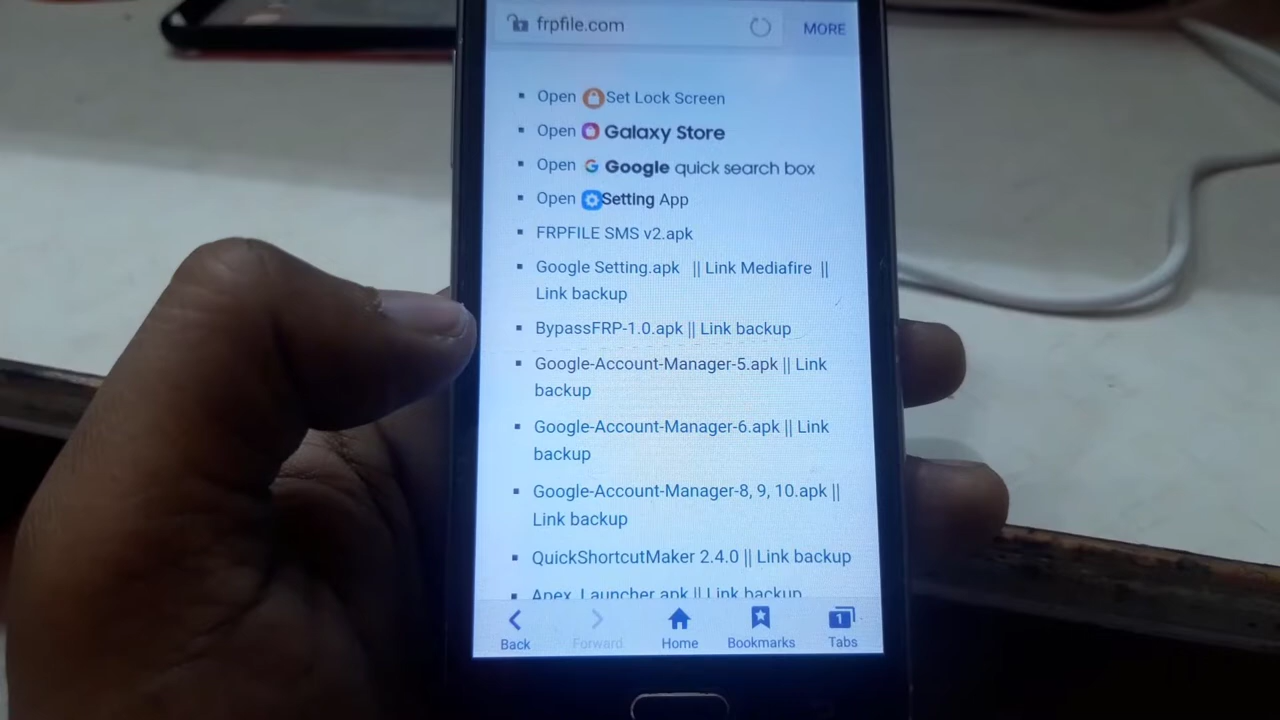 frpfile.com
MORE
Open Set Lock Screen
Open Galaxy Store
Open Google quick search box
Open Setting App
FRPFILE SMS v2.apk
Google Setting.apk || Link Mediafire ||
Link backup
BypassFRP-1.0.apk || Link backup
Google-Account-Manager-5.apk || Link
backup
Google-Account-Manager-6.apk || Link
backup
Google-Account-Manager-8, 9, 10.apk ||
Link backup
QuickShortcutMaker 2.4.0 || Link backup
Apex Launcher.apk || Link backup
Back
Forward
Home
Bookmarks
1
Tabs